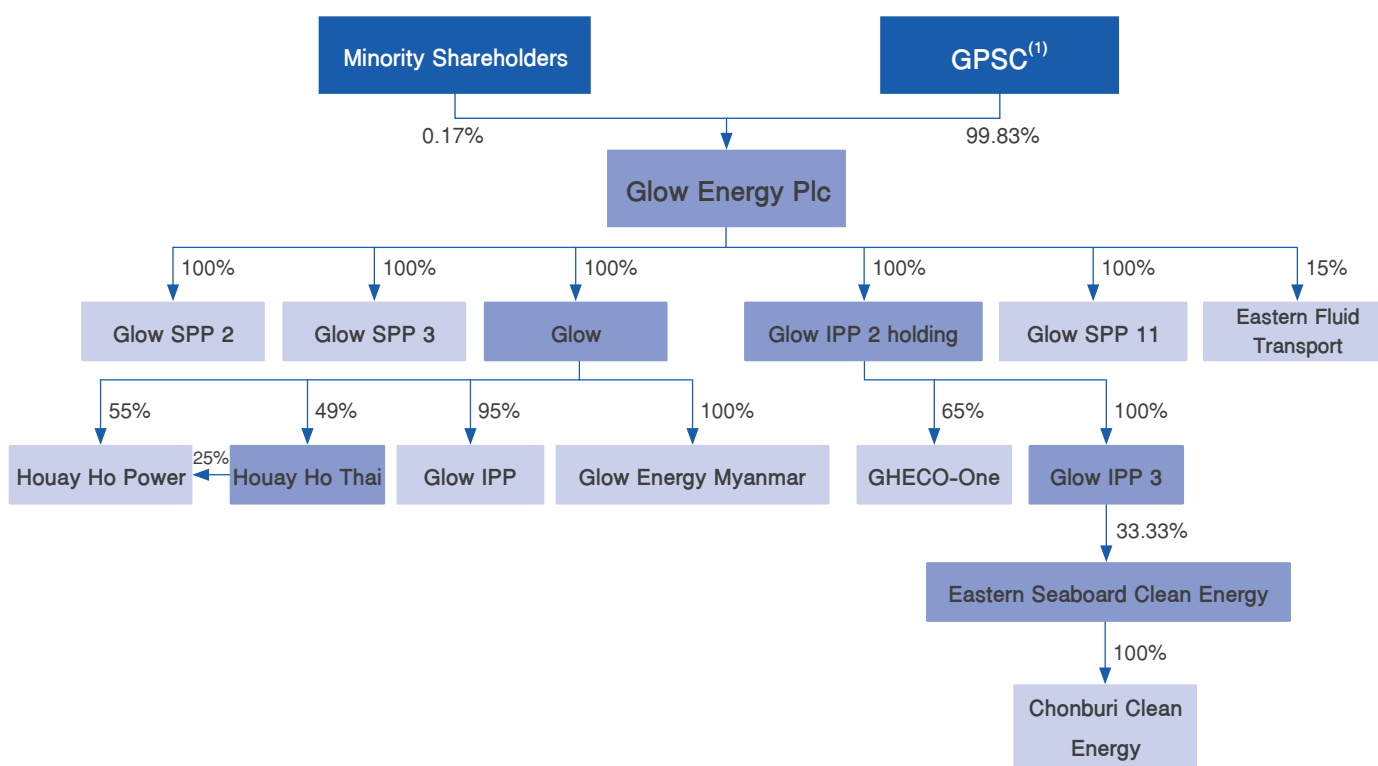 Minority Shareholders
GPSC(1)
0.17%
99.83%
Glow Energy Plc
100%
100%
100%
100%
100%
15%
Glow SPP 2
Glow SPP 3
Glow
Glow IPP 2 holding
Glow SPP 11
Eastern Fluid
Transport
55%
49%
95%
100%
65%
100%
Houay Ho Power
25%
Houay Ho Thai
Glow IPP
Glow Energy Myanmar
GHECO-One
Glow IPP 3
33.33%
Eastern Seaboard Clean Energy
100%
Chonburi Clean
Energy